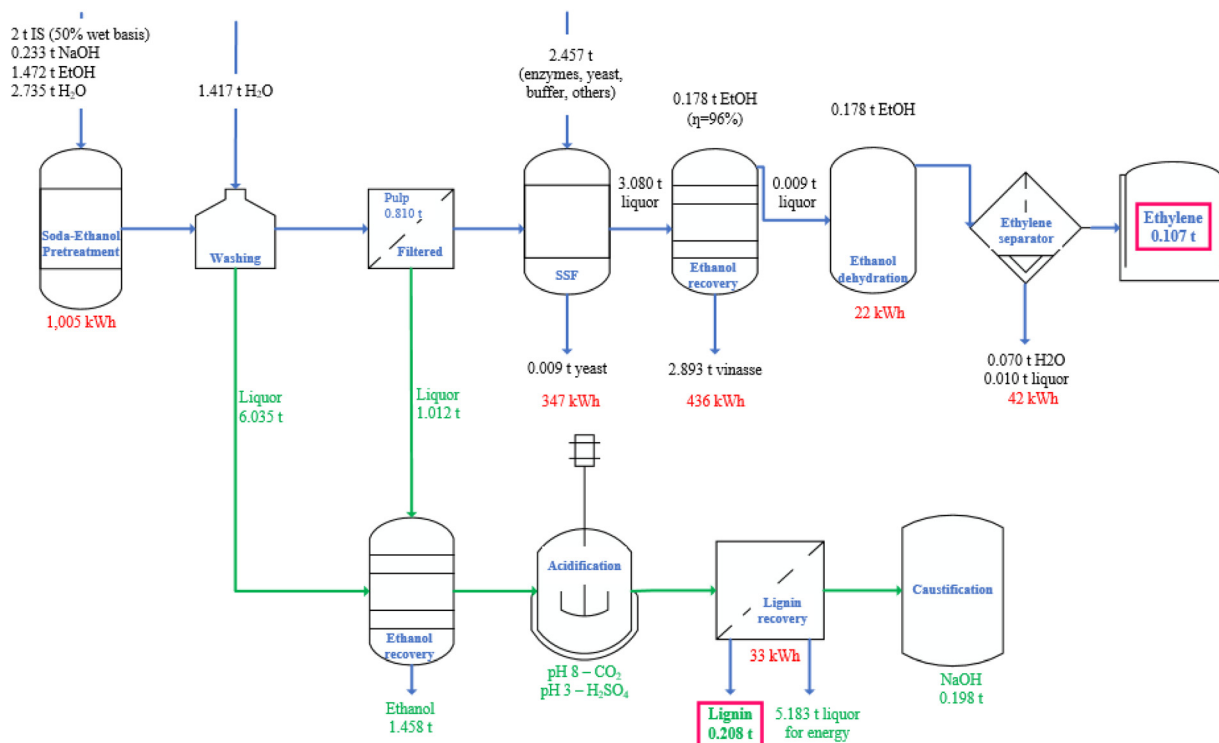 2 t IS (50% wet basis)
0.233 t NaOH
1.472 t EtOH
2.735 t H₂O
1.417 t H₂O
2.457 t
(enzymes, yeast,
buffer, others)
0.178 t EtOH
(η=96%)
0.178 t EtOH
Soda-Ethanol
Pretreatment
1,005 kWh
Washing
Pulp
0.810 t
Filtered
SSF
3.080 t
liquor
Ethanol
recovery
0.009 t
liquor
Ethanol
dehydration
22 kWh
Ethylene
separator
Ethylene
0.107 t
0.009 t yeast
347 kWh
2.893 t vinasse
436 kWh
0.070 t H2O
0.010 t liquor
42 kWh
Liquor
6.035 t
Liquor
1.012 t
Ethanol
recovery
Ethanol
1.458 t
Acidification
pH 8 – CO₂
pH 3 – H₂SO₄
Lignin
recovery
33 kWh
Lignin
0.208 t
5.183 t liquor
for energy
Caustification
NaOH
0.198 t